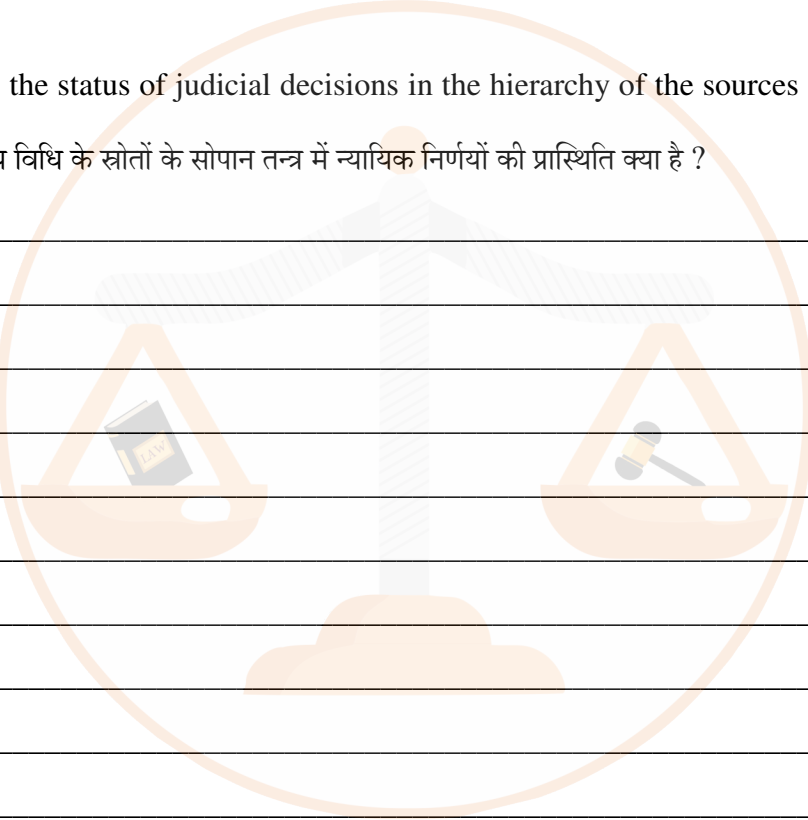 the status of judicial decisions in the hierarchy of the sources
विधि के स्रोतों के सोपान तन्त्र में न्यायिक निर्णयों की प्रास्थिति क्या है ?
LAW